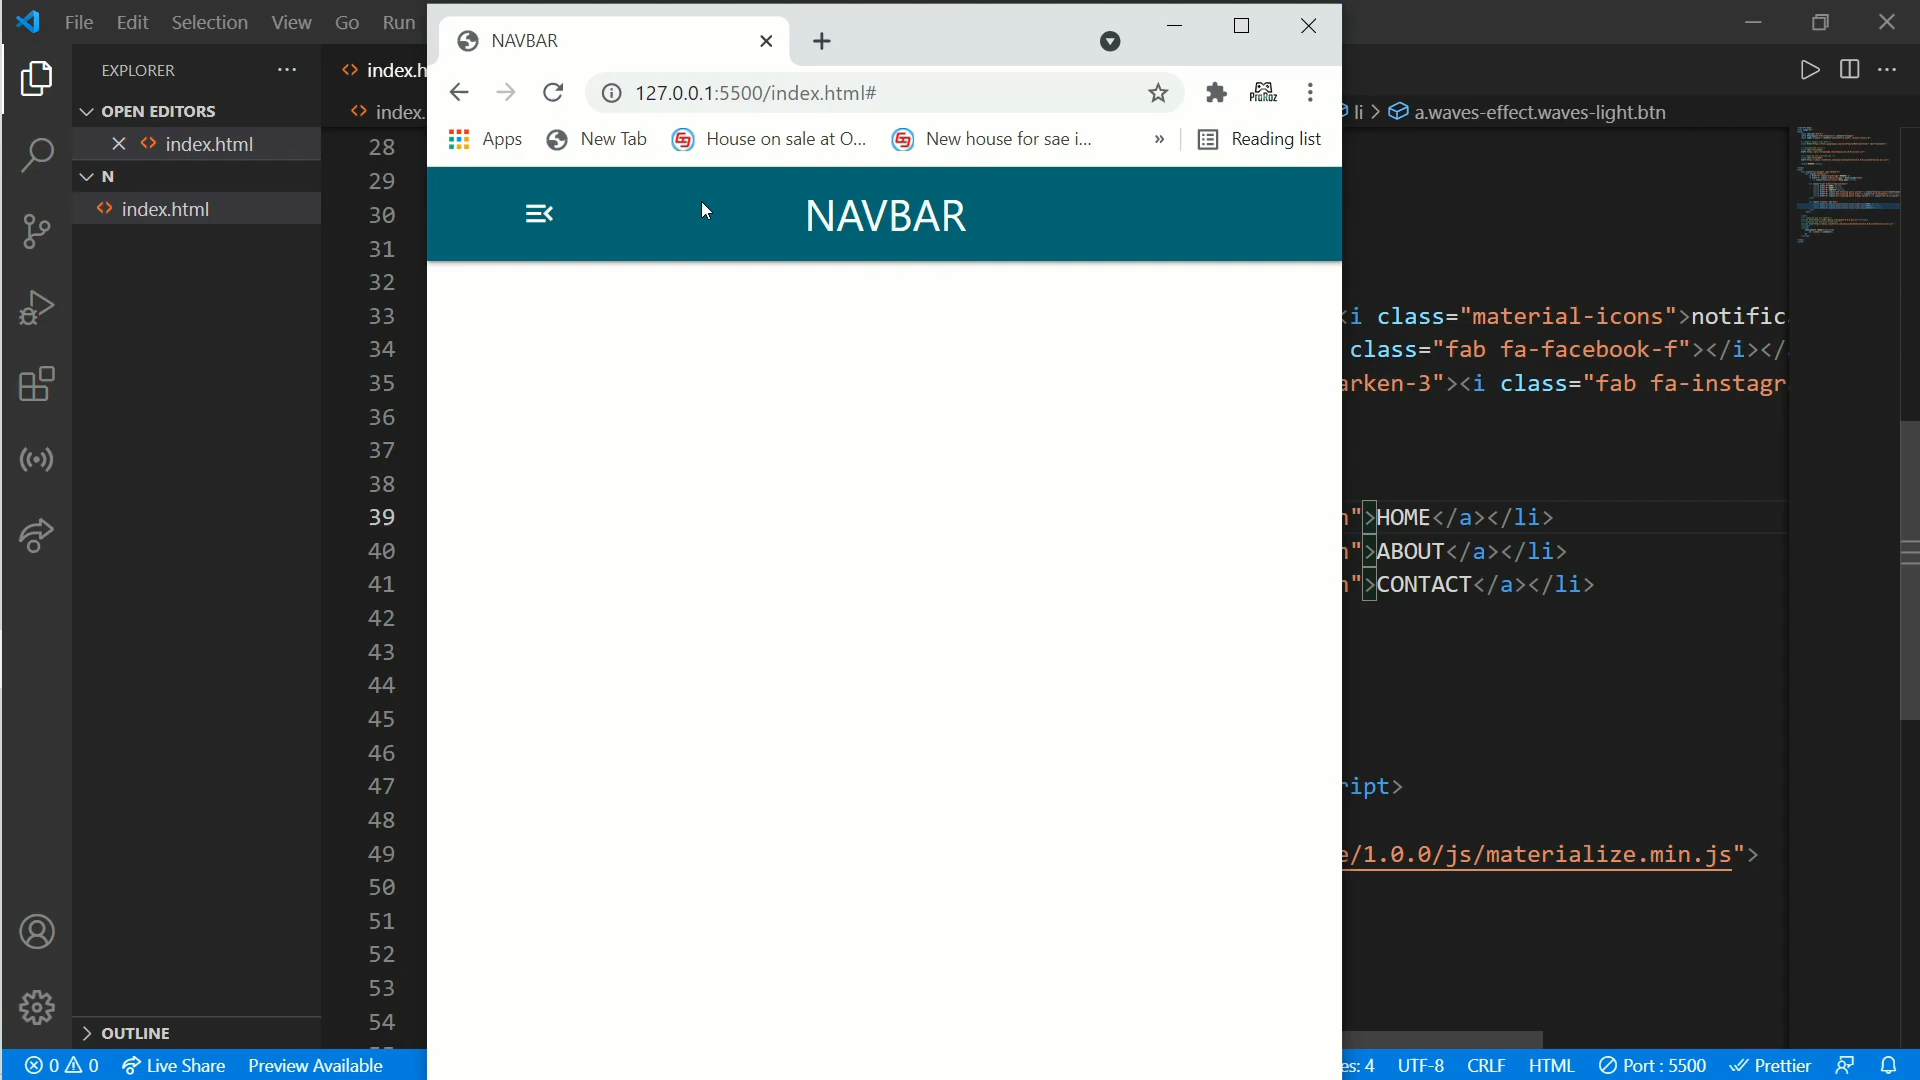 File Edit Selection View Go Run
NAVBAR
127.0.0.1:5500/index.html#
Apps New Tab House on sale at O... New house for sae i... » Reading list
NAVBAR
EXPLORER
OPEN EDITORS
index.html
N
index.html
OUTLINE
index.h
index.
li > a.waves-effect.waves-light.btn
28
29
30
31
32
33 <i class="material-icons">notific
34 class="fab fa-facebook-f"></i></
35 arken-3"><i class="fab fa-instagr
36
37
38
39 ">HOME</a></li>
40 ">ABOUT</a></li>
41 ">CONTACT</a></li>
42
43
44
45
46
47 ript>
48
49 e/1.0.0/js/materialize.min.js">
50
51
52
53
54
0 0 Live Share Preview Available es: 4 UTF-8 CRLF HTML Port : 5500 Prettier